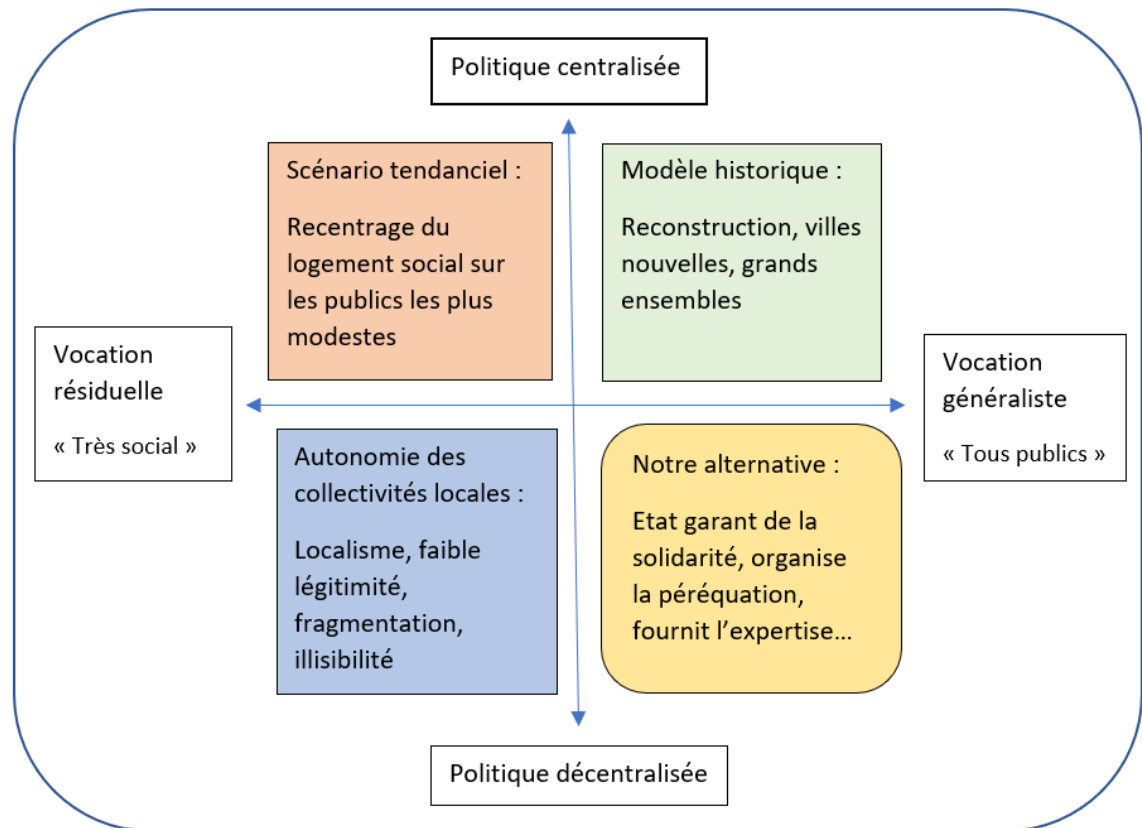 Politique centralisée
Scénario tendanciel :
Recentrage du
logement social sur
les publics les plus
modestes
Modèle historique :
Reconstruction, villes
nouvelles, grands
ensembles
Vocation
résiduelle
« Très social »
Vocation
généraliste
« Tous publics »
Autonomie des
collectivités locales :
Localisme, faible
légitimité,
fragmentation,
illisibilité
Notre alternative :
Etat garant de la
solidarité, organise
la péréquation,
fournit l’expertise…
Politique décentralisée